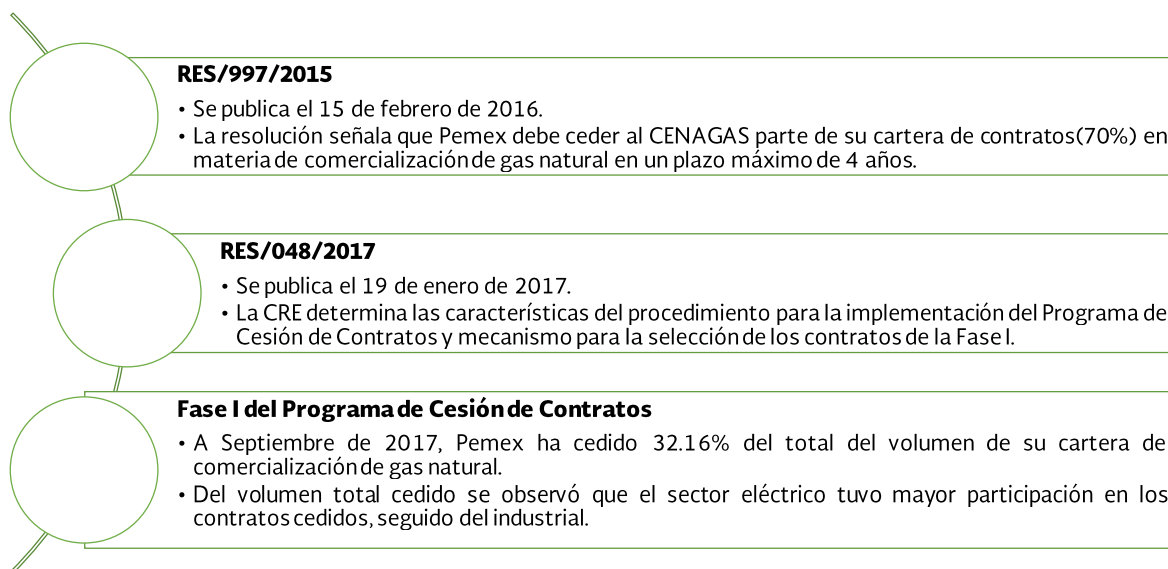 RES/997/2015
• Se publica el 15 de febrero de 2016.
• La resolución señala que Pemex debe ceder al CENAGAS parte de su cartera de contratos(70%) en
materia de comercialización de gas natural en un plazo máximo de 4 años.
RES/048/2017
• Se publica el 19 de enero de 2017.
• La CRE determina las características del procedimiento para la implementación del Programa de
Cesión de Contratos y mecanismo para la selección de los contratos de la Fase I.
Fase I del Programa de Cesión de Contratos
• A Septiembre de 2017, Pemex ha cedido 32.16% del total del volumen de su cartera de
comercialización de gas natural.
• Del volumen total cedido se observó que el sector eléctrico tuvo mayor participación en los
contratos cedidos, seguido del industrial.